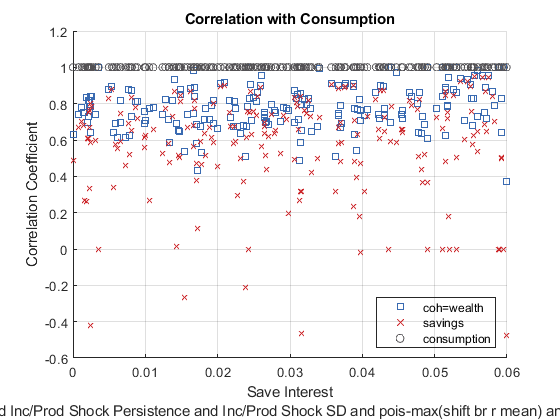 Correlation with Consumption
1.2
1
0.8
0.6
0.4
0.2
0
-0.2
-0.4
-0.6
Correlation Coefficient
0
0.01
0.02
0.03
0.04
0.05
0.06
coh=wealth
savings
consumption
Save Interest
d Inc/Prod Shock Persistence and Inc/Prod Shock SD and pois-max(shift br r mean) an